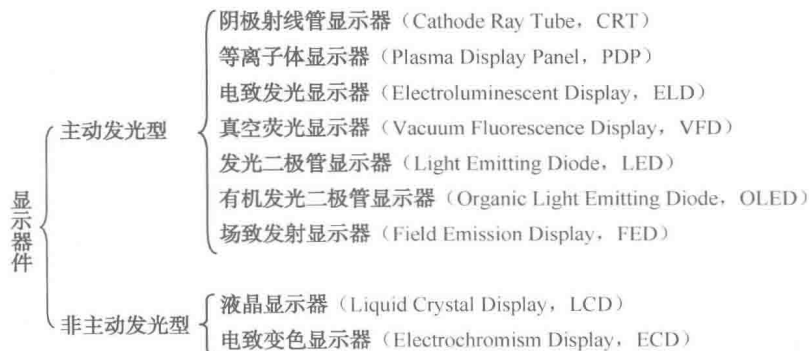 显示器件
主动发光型
阴极射线管显示器（Cathode Ray Tube，CRT）
等离子体显示器（Plasma Display Panel，PDP）
电致发光显示器（Electroluminescent Display，ELD）
真空荧光显示器（Vacuum Fluorescence Display，VFD）
发光二极管显示器（Light Emitting Diode，LED）
有机发光二极管显示器（Organic Light Emitting Diode，OLED）
场致发射显示器（Field Emission Display，FED）
非主动发光型
液晶显示器（Liquid Crystal Display，LCD）
电致变色显示器（Electrochromism Display，ECD）